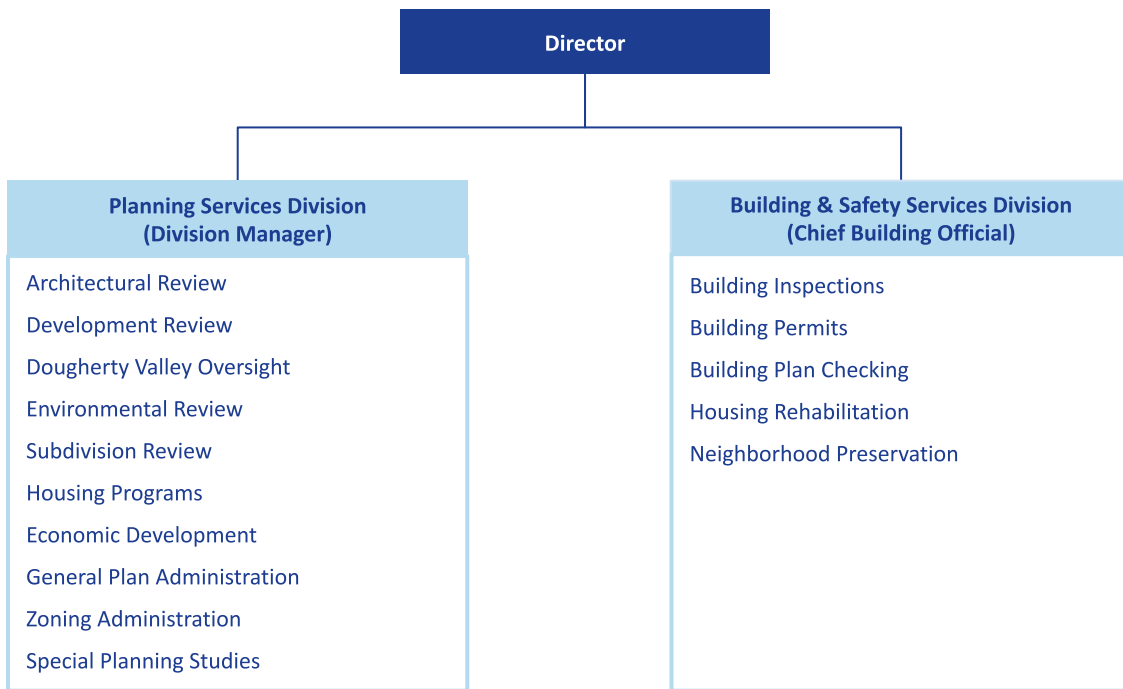 Director
Planning Services Division
(Division Manager)
Architectural Review
Development Review
Dougherty Valley Oversight
Environmental Review
Subdivision Review
Housing Programs
Economic Development
General Plan Administration
Zoning Administration
Special Planning Studies
Building & Safety Services Division
(Chief Building Official)
Building Inspections
Building Permits
Building Plan Checking
Housing Rehabilitation
Neighborhood Preservation